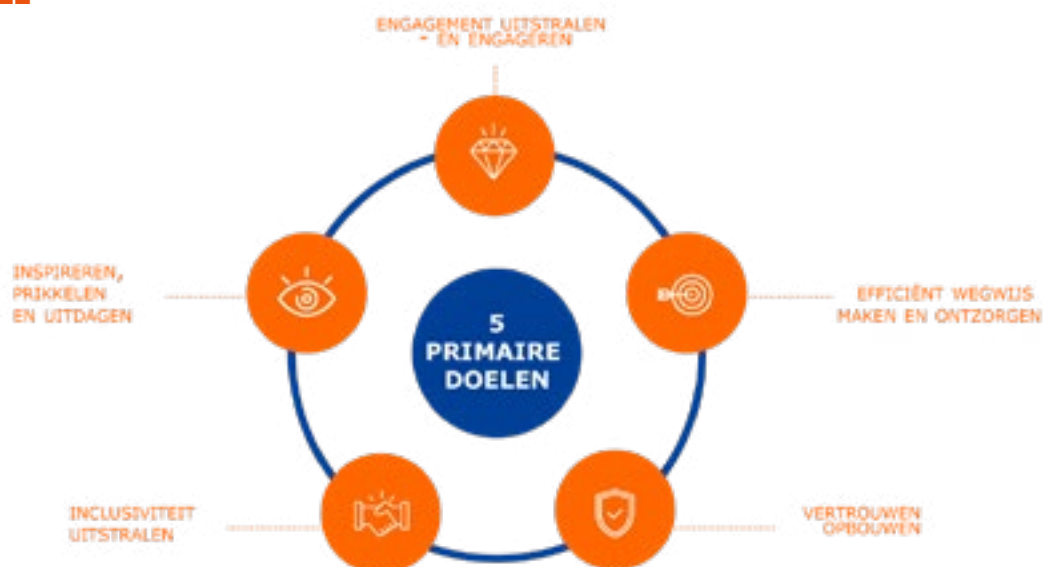 ENGAGEMENT UITSTRALEN
- EN ENGAGEREN
INSPIREREN,
PRIKKELEN
EN UITDAGEN
EFFICIËNT WEGWIJS
MAKEN EN ONTZORGEN
5
PRIMAIRE
DOELEN
INCLUSIVITEIT
UITSTRALEN
VERTROUWEN
OPBOUWEN